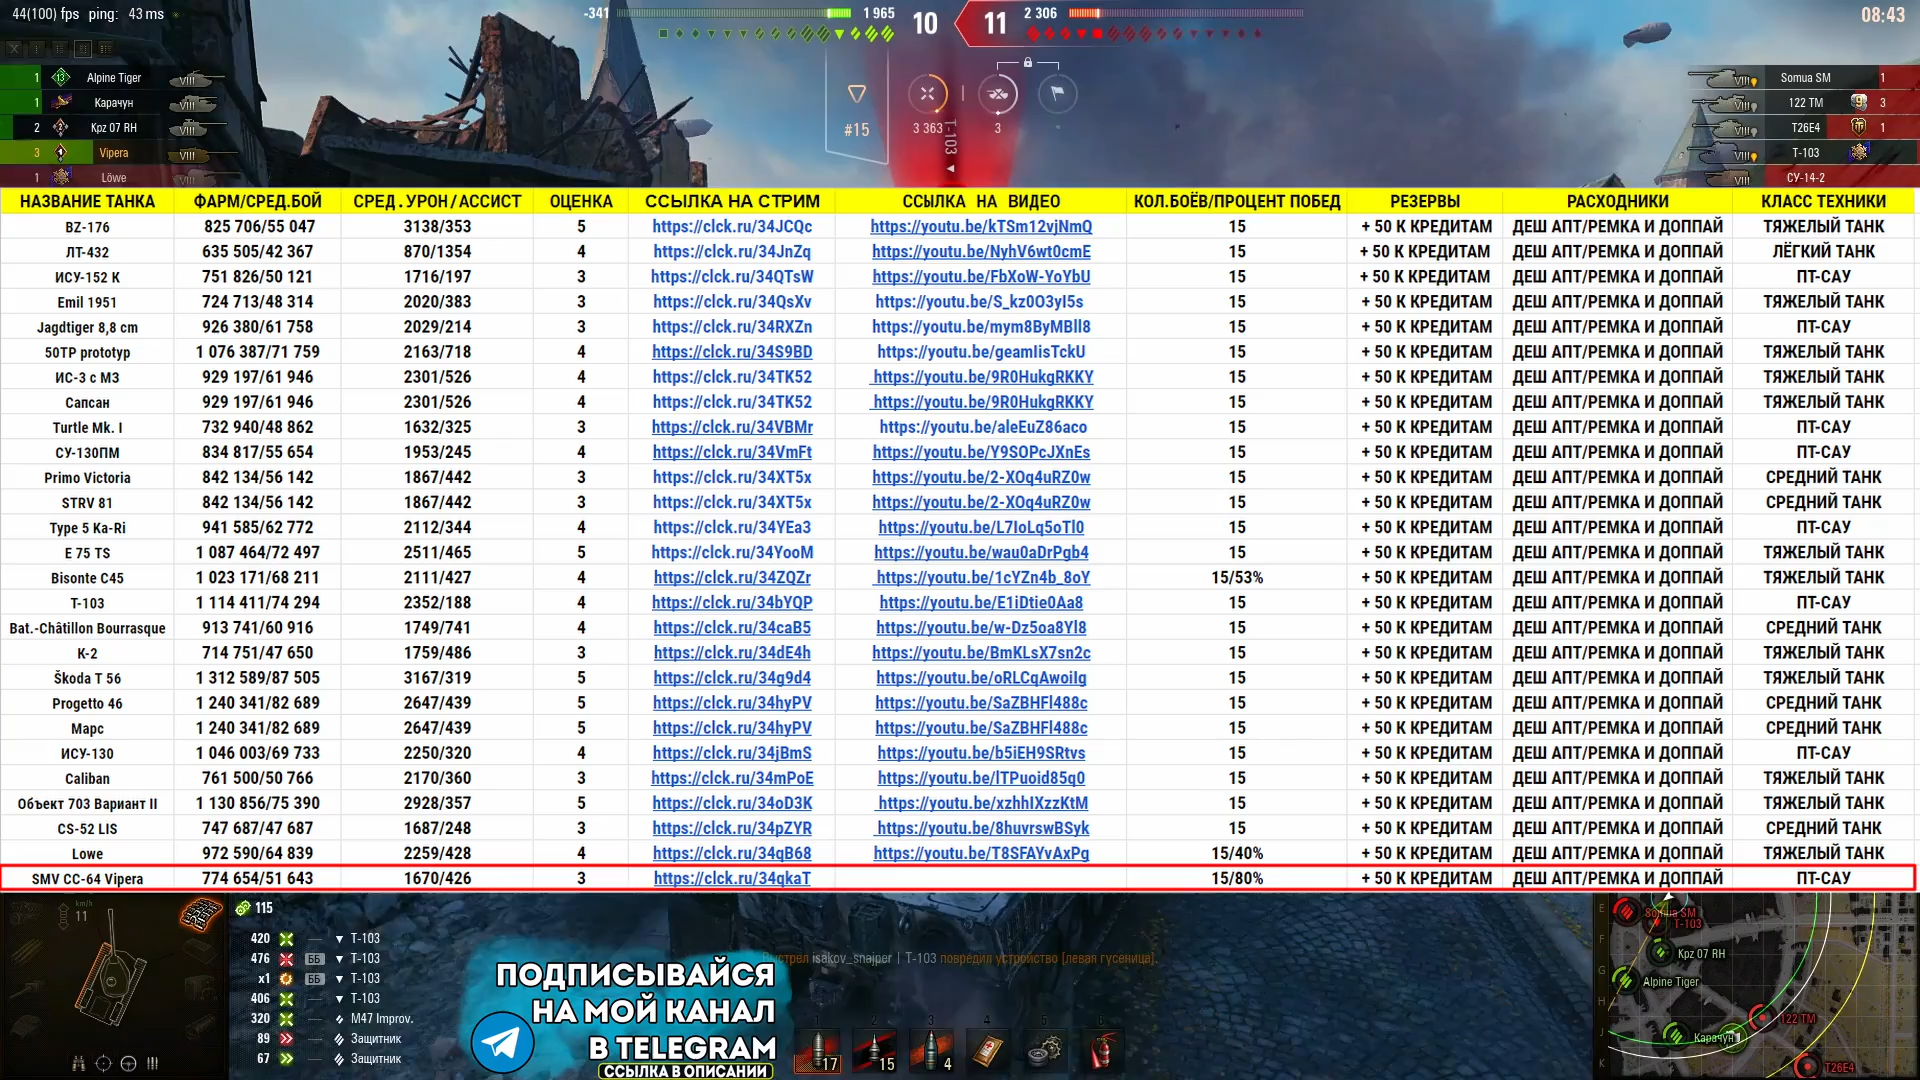 44(100) fps ping: 43 ms
-341 1 965 10 11 2 306 08:43
1 Alpine Tiger VIII
1 Карачун VIII
2 Kpz 07 RH VIII
3 Vipera VIII
1 Löwe VIII
#15 3 363 3
T-103
VIII Somua SM 1
VIII 122 TM 3
VIII T26E4 1
VIII T-103
VIII СУ-14-2
НАЗВАНИЕ ТАНКА ФАРМ/СРЕД.БОЙ СРЕД.УРОН/АССИСТ ОЦЕНКА ССЫЛКА НА СТРИМ ССЫЛКА НА ВИДЕО КОЛ.БОЁВ/ПРОЦЕНТ ПОБЕД РЕЗЕРВЫ РАСХОДНИКИ КЛАСС ТЕХНИКИ
BZ-176 825 706/55 047 3138/353 5 https://clck.ru/34JCQc https://youtu.be/kTSm12vjNmQ 15 + 50 К КРЕДИТАМ ДЕШ АПТ/РЕМКА И ДОППАЙ ТЯЖЕЛЫЙ ТАНК
ЛТ-432 635 505/42 367 870/1354 4 https://clck.ru/34JnZq https://youtu.be/NyhV6wt0cmE 15 + 50 К КРЕДИТАМ ДЕШ АПТ/РЕМКА И ДОППАЙ ЛЁГКИЙ ТАНК
ИСУ-152 К 751 826/50 121 1716/197 3 https://clck.ru/34QTsW https://youtu.be/FbXoW-YoYbU 15 + 50 К КРЕДИТАМ ДЕШ АПТ/РЕМКА И ДОППАЙ ПТ-САУ
Emil 1951 724 713/48 314 2020/383 3 https://clck.ru/34QsXv https://youtu.be/S_kz0O3yI5s 15 + 50 К КРЕДИТАМ ДЕШ АПТ/РЕМКА И ДОППАЙ ТЯЖЕЛЫЙ ТАНК
Jagdtiger 8,8 cm 926 380/61 758 2029/214 3 https://clck.ru/34RXZn https://youtu.be/mym8ByMBll8 15 + 50 К КРЕДИТАМ ДЕШ АПТ/РЕМКА И ДОППАЙ ПТ-САУ
50TP prototyp 1 076 387/71 759 2163/718 4 https://clck.ru/34S9BD https://youtu.be/geamIisTckU 15 + 50 К КРЕДИТАМ ДЕШ АПТ/РЕМКА И ДОППАЙ ТЯЖЕЛЫЙ ТАНК
ИС-3 с МЗ 929 197/61 946 2301/526 4 https://clck.ru/34TK52 https://youtu.be/9R0HukgRKKY 15 + 50 К КРЕДИТАМ ДЕШ АПТ/РЕМКА И ДОППАЙ ТЯЖЕЛЫЙ ТАНК
Сапсан 929 197/61 946 2301/526 4 https://clck.ru/34TK52 https://youtu.be/9R0HukgRKKY 15 + 50 К КРЕДИТАМ ДЕШ АПТ/РЕМКА И ДОППАЙ ТЯЖЕЛЫЙ ТАНК
Turtle Mk. I 732 940/48 862 1632/325 3 https://clck.ru/34VBMr https://youtu.be/aleEuZ86aco 15 + 50 К КРЕДИТАМ ДЕШ АПТ/РЕМКА И ДОППАЙ ПТ-САУ
СУ-130ПМ 834 817/55 654 1953/245 4 https://clck.ru/34VmFt https://youtu.be/Y9SOPcJXnEs 15 + 50 К КРЕДИТАМ ДЕШ АПТ/РЕМКА И ДОППАЙ ПТ-САУ
Primo Victoria 842 134/56 142 1867/442 3 https://clck.ru/34XT5x https://youtu.be/2-XOq4uRZ0w 15 + 50 К КРЕДИТАМ ДЕШ АПТ/РЕМКА И ДОППАЙ СРЕДНИЙ ТАНК
STRV 81 842 134/56 142 1867/442 3 https://clck.ru/34XT5x https://youtu.be/2-XOq4uRZ0w 15 + 50 К КРЕДИТАМ ДЕШ АПТ/РЕМКА И ДОППАЙ СРЕДНИЙ ТАНК
Type 5 Ka-Ri 941 585/62 772 2112/344 4 https://clck.ru/34YEa3 https://youtu.be/L7IoLq5oTl0 15 + 50 К КРЕДИТАМ ДЕШ АПТ/РЕМКА И ДОППАЙ ПТ-САУ
E 75 TS 1 087 464/72 497 2511/465 5 https://clck.ru/34YooM https://youtu.be/wau0aDrPgb4 15 + 50 К КРЕДИТАМ ДЕШ АПТ/РЕМКА И ДОППАЙ ТЯЖЕЛЫЙ ТАНК
Bisonte C45 1 023 171/68 211 2111/427 4 https://clck.ru/34ZQZr https://youtu.be/1cYZn4b_8oY 15/53% + 50 К КРЕДИТАМ ДЕШ АПТ/РЕМКА И ДОППАЙ ТЯЖЕЛЫЙ ТАНК
T-103 1 114 411/74 294 2352/188 4 https://clck.ru/34bYQP https://youtu.be/E1iDtie0Aa8 15 + 50 К КРЕДИТАМ ДЕШ АПТ/РЕМКА И ДОППАЙ ПТ-САУ
Bat.-Châtillon Bourrasque 913 741/60 916 1749/741 4 https://clck.ru/34caB5 https://youtu.be/w-Dz5oa8Yl8 15 + 50 К КРЕДИТАМ ДЕШ АПТ/РЕМКА И ДОППАЙ СРЕДНИЙ ТАНК
К-2 714 751/47 650 1759/486 3 https://clck.ru/34dE4h https://youtu.be/BmKLsX7sn2c 15 + 50 К КРЕДИТАМ ДЕШ АПТ/РЕМКА И ДОППАЙ ТЯЖЕЛЫЙ ТАНК
Škoda T 56 1 312 589/87 505 3167/319 5 https://clck.ru/34g9d4 https://youtu.be/oRLCqAwoiIg 15 + 50 К КРЕДИТАМ ДЕШ АПТ/РЕМКА И ДОППАЙ ТЯЖЕЛЫЙ ТАНК
Progetto 46 1 240 341/82 689 2647/439 5 https://clck.ru/34hyPV https://youtu.be/SaZBHFl488c 15 + 50 К КРЕДИТАМ ДЕШ АПТ/РЕМКА И ДОППАЙ СРЕДНИЙ ТАНК
Марс 1 240 341/82 689 2647/439 5 https://clck.ru/34hyPV https://youtu.be/SaZBHFl488c 15 + 50 К КРЕДИТАМ ДЕШ АПТ/РЕМКА И ДОППАЙ СРЕДНИЙ ТАНК
ИСУ-130 1 046 003/69 733 2250/320 4 https://clck.ru/34jBmS https://youtu.be/b5iEH9SRtvs 15 + 50 К КРЕДИТАМ ДЕШ АПТ/РЕМКА И ДОППАЙ ПТ-САУ
Caliban 761 500/50 766 2170/360 3 https://clck.ru/34mPoE https://youtu.be/lTPuoid85q0 15 + 50 К КРЕДИТАМ ДЕШ АПТ/РЕМКА И ДОППАЙ ТЯЖЕЛЫЙ ТАНК
Объект 703 Вариант II 1 130 856/75 390 2928/357 5 https://clck.ru/34oD3K https://youtu.be/xzhhIXzzKtM 15 + 50 К КРЕДИТАМ ДЕШ АПТ/РЕМКА И ДОППАЙ ТЯЖЕЛЫЙ ТАНК
CS-52 LIS 747 687/47 687 1687/248 3 https://clck.ru/34pZYR https://youtu.be/8huvrswBSyk 15 + 50 К КРЕДИТАМ ДЕШ АПТ/РЕМКА И ДОППАЙ СРЕДНИЙ ТАНК
Lowe 972 590/64 839 2259/428 4 https://clck.ru/34qB68 https://youtu.be/T8SFAYvAxPg 15/40% + 50 К КРЕДИТАМ ДЕШ АПТ/РЕМКА И ДОППАЙ ТЯЖЕЛЫЙ ТАНК
SMV CC-64 Vipera 774 654/51 643 1670/426 3 https://clck.ru/34qkaT 15/80% + 50 К КРЕДИТАМ ДЕШ АПТ/РЕМКА И ДОППАЙ ПТ-САУ
km/h
11
115
420 — T-103
476 ББ T-103
x1 ББ T-103
406 — T-103
320 — M47 Improv.
89 — Защитник
67 — Защитник
ПОДПИСЫВАЙСЯ
НА МОЙ КАНАЛ
В TELEGRAM
ССЫЛКА В ОПИСАНИИ
Выстрел isakov_snajper | T-103 повредил устройство [левая гусеница].
1 2 3 4 5 6
17 15 4
E F G H J K
Somua SM
T-103
Kpz 07 RH
Alpine Tiger
122 TM
Карачун
T26E4